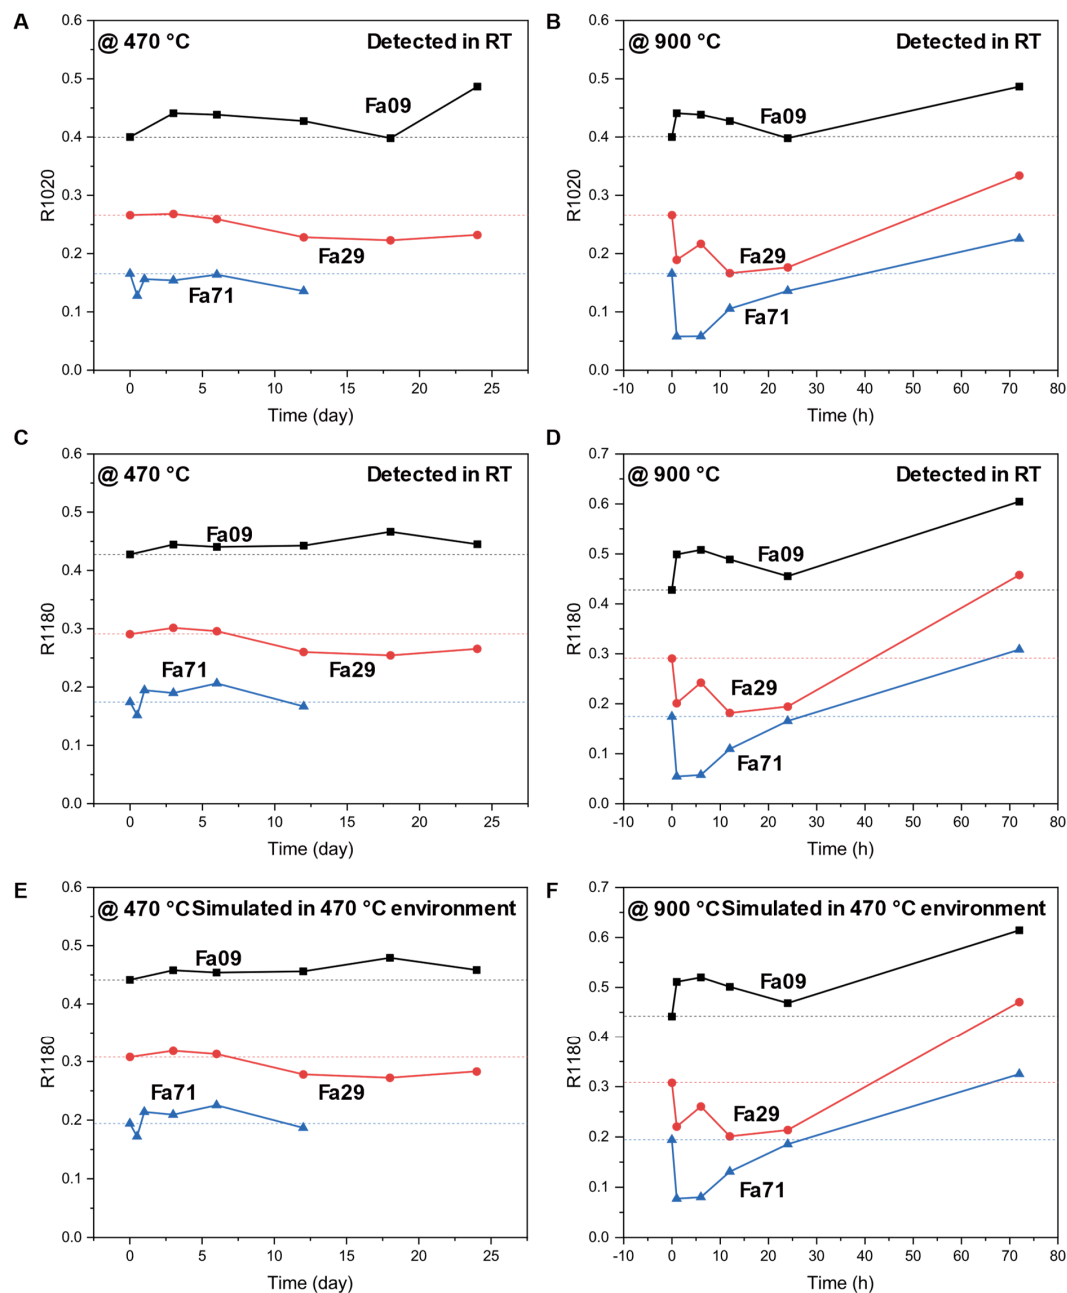 A
@ 470 °C Detected in RT
0.6
0.5
0.4
0.3
0.2
0.1
0.0
R1020
Fa09
Fa29
Fa71
0 5 10 15 20 25
Time (day)
B
@ 900 °C Detected in RT
0.6
0.5
0.4
0.3
0.2
0.1
0.0
R1020
Fa09
Fa29
Fa71
-10 0 10 20 30 40 50 60 70 80
Time (h)
C
@ 470 °C Detected in RT
0.6
0.5
0.4
0.3
0.2
0.1
0.0
R1180
Fa09
Fa71
Fa29
0 5 10 15 20 25
Time (day)
D
@ 900 °C Detected in RT
0.7
0.6
0.5
0.4
0.3
0.2
0.1
0.0
R1180
Fa09
Fa29
Fa71
-10 0 10 20 30 40 50 60 70 80
Time (h)
E
@ 470 °C Simulated in 470 °C environment
0.6
0.5
0.4
0.3
0.2
0.1
0.0
R1180
Fa09
Fa71
Fa29
0 5 10 15 20 25
Time (day)
F
@ 900 °C Simulated in 470 °C environment
0.7
0.6
0.5
0.4
0.3
0.2
0.1
0.0
R1180
Fa09
Fa29
Fa71
-10 0 10 20 30 40 50 60 70 80
Time (h)